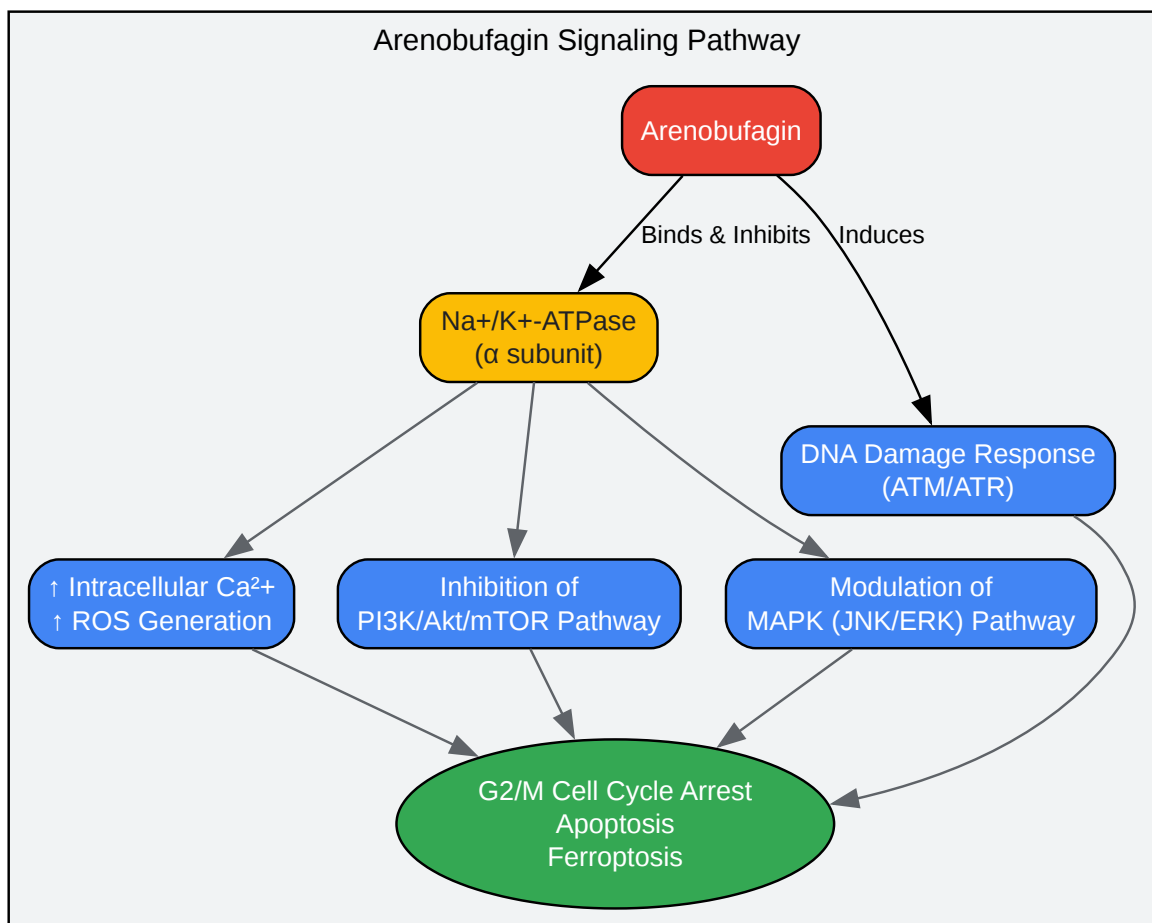 Arenobufagin Signaling Pathway
Arenobufagin
Binds & Inhibits
Induces
Na+/K+-ATPase
(α subunit)
DNA Damage Response
(ATM/ATR)
↑ Intracellular Ca²+
↑ ROS Generation
Inhibition of
PI3K/Akt/mTOR Pathway
Modulation of
MAPK (JNK/ERK) Pathway
G2/M Cell Cycle Arrest
Apoptosis
Ferroptosis